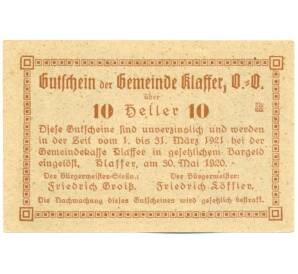 Gutschein der Gemeinde Klaffer, O.-O.
über
10 Heller 10
Diese Gutscheine sind unverzinslich und werden
in der Zeit vom 1. bis 31. März 1921 bei der
Gemeindekasse Klaffer in gesetzlichem Bargeld
eingelöst. Klaffer, am 30. Mai 1920.
Der Bürgermeister-Stellv.: Der Bürgermeister:
Friedrich Groiß. Friedrich Löffler.
Die Nachmachung dieses Gutscheines wird gesetzlich bestraft.